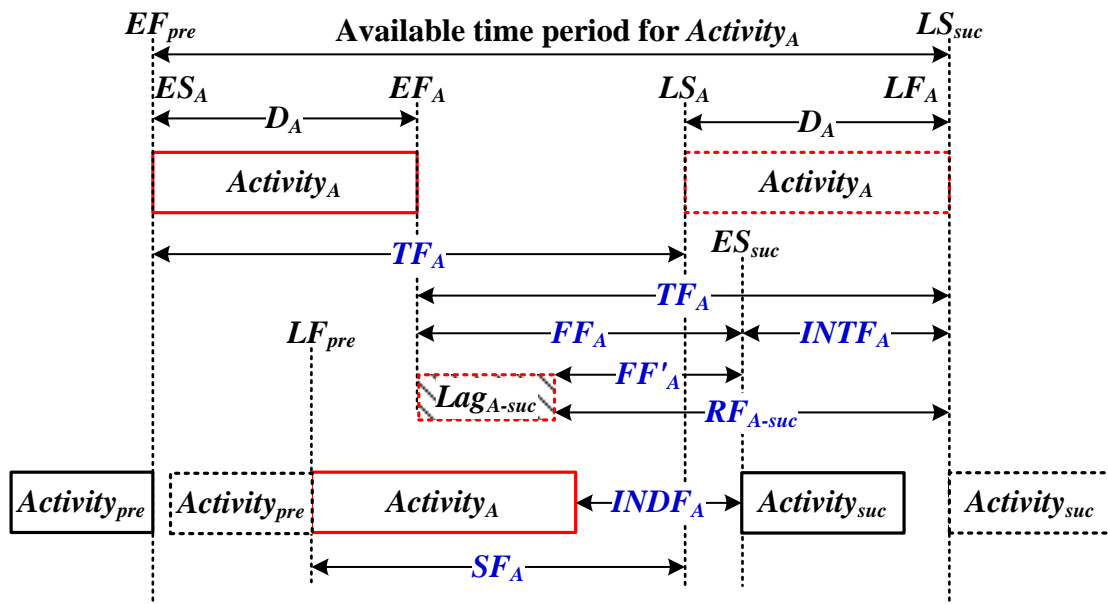 EF_pre Available time period for Activity_A LS_suc
ES_A EF_A LS_A LF_A
D_A D_A
Activity_A Activity_A
TF_A ES_suc
TF_A
LF_pre FF_A INTF_A
FF'_A
Lag_A-suc RF_A-suc
Activity_pre Activity_pre Activity_A INDF_A Activity_suc Activity_suc
SF_A